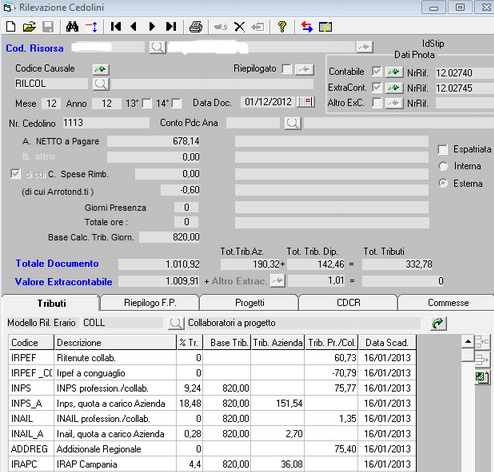 Rilevazione Cedolini
Cod. Risorsa
IdStip
Dati Pnota
Codice Causale
Riepilogato
Contabile NrRif. 12.02740
RILCOL
ExtraCont. NrRif. 12.02745
Mese 12 Anno 12 13° 14° Data Doc. 01/12/2012
Altro ExC. NrRif.
Nr. Cedolino 1113 Conto Pdc Ana
A. NETTO a Pagare 678,14
B. altro 0,00
Espatriata
di cui C. Spese Rimb. 0,00
Interna
(di cui Arrotond.ti ) -0,60
Esterna
Giorni Presenza 0
Totale ore : 0
Base Calc. Trib. Giorn. 820,00
Tot.Trib.Az. Tot. Trib. Dip. Tot. Tributi
Totale Documento 1.010,92 190,32+ 142,46 = 332,78
Valore Extracontabile 1.009,91 + Altro Extrac. 1,01 = 0
Tributi Riepilogo F.P. Progetti CDCR Commesse
Modello Ril. Erario COLL Collaboratori a progetto
Codice Descrizione % Tr. Base Trib. Trib. Azienda Trib. Pr./Col. Data Scad.
IRPEF Ritenute collab. 0 60,73 16/01/2013
IRPEF_CO Irpef a conguaglio 0 -70,79 16/01/2013
INPS INPS profession./collab. 9,24 820,00 75,77 16/01/2013
INPS_A Inps, quota a carico Azienda 18,48 820,00 151,54 16/01/2013
INAIL INAIL profession./collab. 0 820,00 1,35 16/01/2013
INAIL_A Inail, quota a carico Azienda 0,28 820,00 2,70 16/01/2013
ADDREG Addizionale Regionale 0 75,40 16/01/2013
IRAPC IRAP Campania 4,4 820,00 36,08 16/01/2013